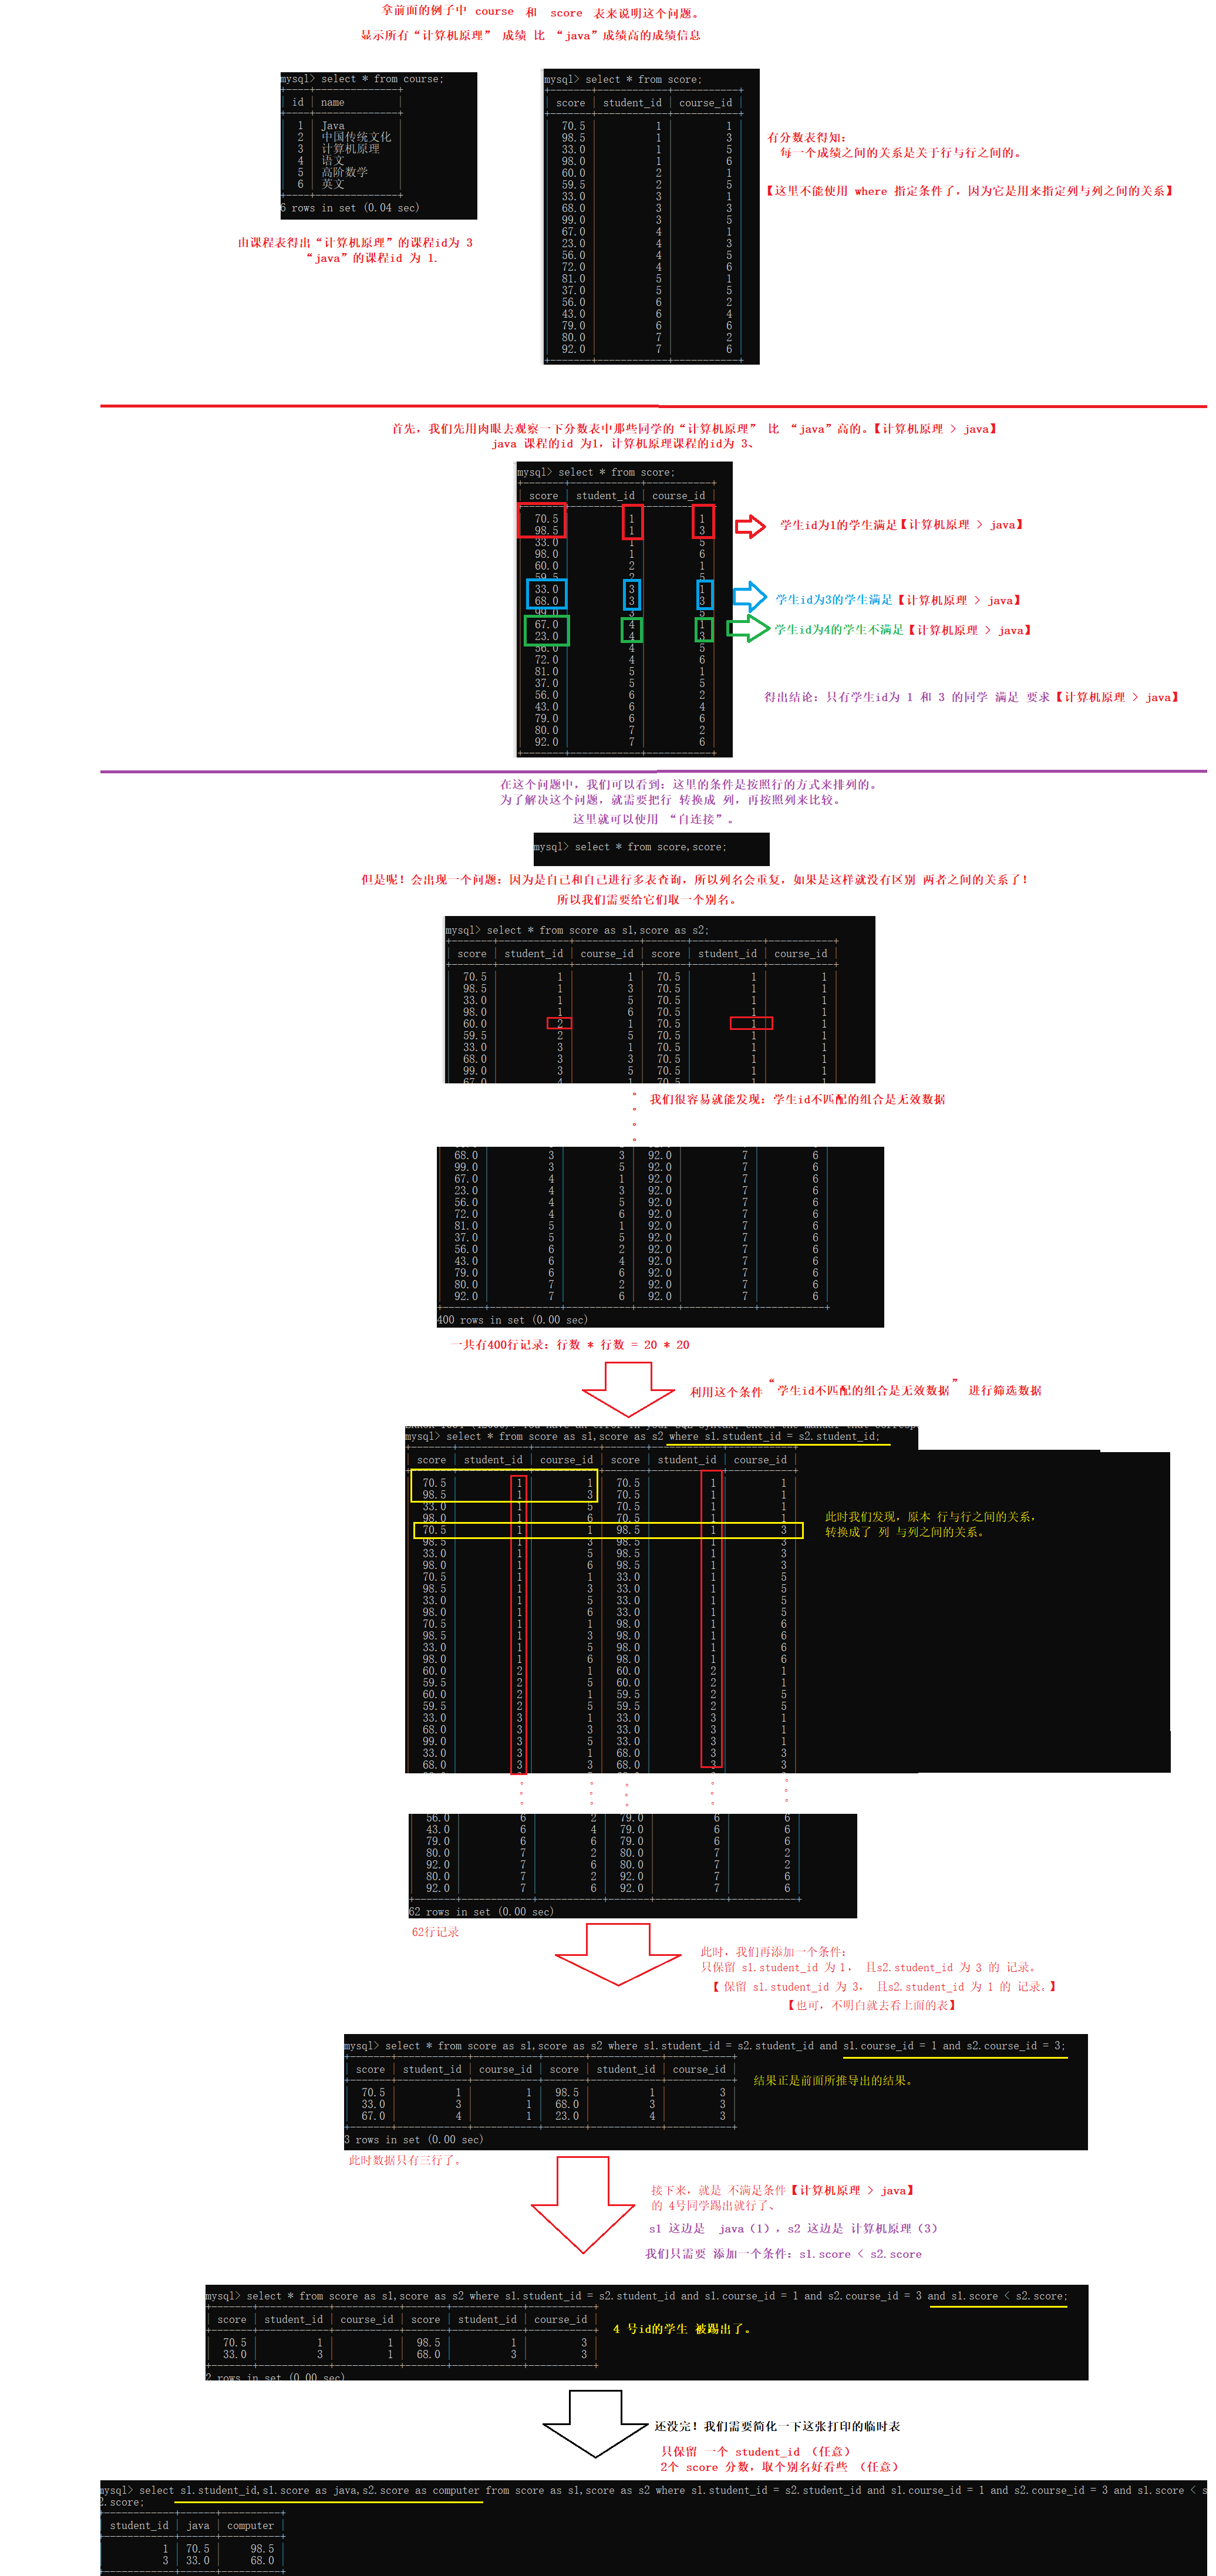 拿前面的例子中 course 和 score 表来说明这个问题。
显示所有“计算机原理” 成绩 比 “java”成绩高的成绩信息
mysql> select * from course;
id | name
1 | Java
2 | 中国传统文化
3 | 计算机原理
4 | 语文
5 | 高阶数学
6 | 英文
6 rows in set (0.04 sec)
由课程表得出“计算机原理”的课程id为 3
“java”的课程id 为 1.
mysql> select * from score;
score | student_id | course_id
70.5 | 1 | 1
98.5 | 1 | 3
33.0 | 1 | 5
98.0 | 1 | 6
60.0 | 2 | 1
59.5 | 2 | 5
33.0 | 3 | 1
68.0 | 3 | 3
99.0 | 3 | 5
67.0 | 4 | 1
23.0 | 4 | 3
56.0 | 4 | 5
72.0 | 4 | 6
81.0 | 5 | 1
37.0 | 5 | 5
56.0 | 6 | 2
43.0 | 6 | 4
79.0 | 6 | 6
80.0 | 7 | 2
92.0 | 7 | 6
有分数表得知：
每一个成绩之间的关系是关于行与行之间的。
【这里不能使用 where 指定条件了，因为它是用来指定列与列之间的关系】
首先，我们先用肉眼去观察一下分数表中那些同学的“计算机原理” 比 “java”高的。【计算机原理 > java】
java 课程的id 为1，计算机原理课程的id为 3、
mysql> select * from score;
score | student_id | course_id
70.5 | 1 | 1
98.5 | 1 | 3
33.0 | 1 | 5
98.0 | 1 | 6
60.0 | 2 | 1
59.5 | 2 | 5
33.0 | 3 | 1
68.0 | 3 | 3
99.0 | 3 | 5
67.0 | 4 | 1
23.0 | 4 | 3
56.0 | 4 | 5
72.0 | 4 | 6
81.0 | 5 | 1
37.0 | 5 | 5
56.0 | 6 | 2
43.0 | 6 | 4
79.0 | 6 | 6
80.0 | 7 | 2
92.0 | 7 | 6
学生id为1的学生满足【计算机原理 > java】
学生id为3的学生满足【计算机原理 > java】
学生id为4的学生不满足【计算机原理 > java】
得出结论：只有学生id为 1 和 3 的同学 满足 要求【计算机原理 > java】
在这个问题中，我们可以看到：这里的条件是按照行的方式来排列的。
为了解决这个问题，就需要把行 转换成 列，再按照列来比较。
这里就可以使用 “自连接”。
mysql> select * from score,score;
但是呢！会出现一个问题：因为是自己和自己进行多表查询，所以列名会重复，如果是这样就没有区别 两者之间的关系了！
所以我们需要给它们取一个别名。
mysql> select * from score as s1,score as s2;
score | student_id | course_id | score | student_id | course_id
70.5 | 1 | 1 | 70.5 | 1 | 1
98.5 | 1 | 3 | 70.5 | 1 | 1
33.0 | 1 | 5 | 70.5 | 1 | 1
98.0 | 1 | 6 | 70.5 | 1 | 1
60.0 | 2 | 1 | 70.5 | 1 | 1
59.5 | 2 | 5 | 70.5 | 1 | 1
33.0 | 3 | 1 | 70.5 | 1 | 1
68.0 | 3 | 3 | 70.5 | 1 | 1
99.0 | 3 | 5 | 70.5 | 1 | 1
67.0 | 4 | 1 | 70.5 | 1 | 1
我们很容易就能发现：学生id不匹配的组合是无效数据
68.0 | 3 | 3 | 92.0 | 7 | 6
99.0 | 3 | 5 | 92.0 | 7 | 6
67.0 | 4 | 1 | 92.0 | 7 | 6
23.0 | 4 | 3 | 92.0 | 7 | 6
56.0 | 4 | 5 | 92.0 | 7 | 6
72.0 | 4 | 6 | 92.0 | 7 | 6
81.0 | 5 | 1 | 92.0 | 7 | 6
37.0 | 5 | 5 | 92.0 | 7 | 6
56.0 | 6 | 2 | 92.0 | 7 | 6
43.0 | 6 | 4 | 92.0 | 7 | 6
79.0 | 6 | 6 | 92.0 | 7 | 6
80.0 | 7 | 2 | 92.0 | 7 | 6
92.0 | 7 | 6 | 92.0 | 7 | 6
400 rows in set (0.00 sec)
一共有400行记录：行数 * 行数 = 20 * 20
利用这个条件“学生id不匹配的组合是无效数据” 进行筛选数据
mysql> select * from score as s1,score as s2 where s1.student_id = s2.student_id;
score | student_id | course_id | score | student_id | course_id
70.5 | 1 | 1 | 70.5 | 1 | 1
98.5 | 1 | 3 | 70.5 | 1 | 1
33.0 | 1 | 5 | 70.5 | 1 | 1
98.0 | 1 | 6 | 70.5 | 1 | 1
70.5 | 1 | 1 | 98.5 | 1 | 3
98.5 | 1 | 3 | 98.5 | 1 | 3
33.0 | 1 | 5 | 98.5 | 1 | 3
98.0 | 1 | 6 | 98.5 | 1 | 3
70.5 | 1 | 1 | 33.0 | 1 | 5
98.5 | 1 | 3 | 33.0 | 1 | 5
33.0 | 1 | 5 | 33.0 | 1 | 5
98.0 | 1 | 6 | 33.0 | 1 | 5
70.5 | 1 | 1 | 98.0 | 1 | 6
98.5 | 1 | 3 | 98.0 | 1 | 6
33.0 | 1 | 5 | 98.0 | 1 | 6
98.0 | 1 | 6 | 98.0 | 1 | 6
60.0 | 2 | 1 | 60.0 | 2 | 1
59.5 | 2 | 5 | 60.0 | 2 | 1
60.0 | 2 | 1 | 59.5 | 2 | 5
59.5 | 2 | 5 | 59.5 | 2 | 5
33.0 | 3 | 1 | 33.0 | 3 | 1
68.0 | 3 | 3 | 33.0 | 3 | 1
99.0 | 3 | 5 | 33.0 | 3 | 1
33.0 | 3 | 1 | 68.0 | 3 | 3
68.0 | 3 | 3 | 68.0 | 3 | 3
此时我们发现，原本 行与行之间的关系，
转换成了 列 与列之间的关系。
56.0 | 6 | 2 | 79.0 | 6 | 6
43.0 | 6 | 4 | 79.0 | 6 | 6
79.0 | 6 | 6 | 79.0 | 6 | 6
80.0 | 7 | 2 | 80.0 | 7 | 2
92.0 | 7 | 6 | 80.0 | 7 | 2
80.0 | 7 | 2 | 92.0 | 7 | 6
92.0 | 7 | 6 | 92.0 | 7 | 6
62 rows in set (0.00 sec)
62行记录
此时，我们再添加一个条件：
只保留 s1.student_id 为 1， 且s2.student_id 为 3 的 记录。
【 保留 s1.student_id 为 3， 且s2.student_id 为 1 的 记录。】
【也可，不明白就去看上面的表】
mysql> select * from score as s1,score as s2 where s1.student_id = s2.student_id and s1.course_id = 1 and s2.course_id = 3;
score | student_id | course_id | score | student_id | course_id
70.5 | 1 | 1 | 98.5 | 1 | 3
33.0 | 3 | 1 | 68.0 | 3 | 3
67.0 | 4 | 1 | 23.0 | 4 | 3
3 rows in set (0.00 sec)
结果正是前面所推导出的结果。
此时数据只有三行了。
接下来，就是 不满足条件【计算机原理 > java】
的 4号同学踢出就行了、
s1 这边是 java（1），s2 这边是 计算机原理（3）
我们只需要 添加一个条件：s1.score < s2.score
mysql> select * from score as s1,score as s2 where s1.student_id = s2.student_id and s1.course_id = 1 and s2.course_id = 3 and s1.score < s2.score;
score | student_id | course_id | score | student_id | course_id
70.5 | 1 | 1 | 98.5 | 1 | 3
33.0 | 3 | 1 | 68.0 | 3 | 3
2 rows in set (0.00 sec)
4 号id的学生 被踢出了。
还没完！我们需要简化一下这张打印的临时表
只保留 一个 student_id （任意）
2个 score 分数，取个别名好看些 （任意）
mysql> select s1.student_id,s1.score as java,s2.score as computer from score as s1,score as s2 where s1.student_id = s2.student_id and s1.course_id = 1 and s2.course_id = 3 and s1.score < s
2.score;
student_id | java | computer
1 | 70.5 | 98.5
3 | 33.0 | 68.0